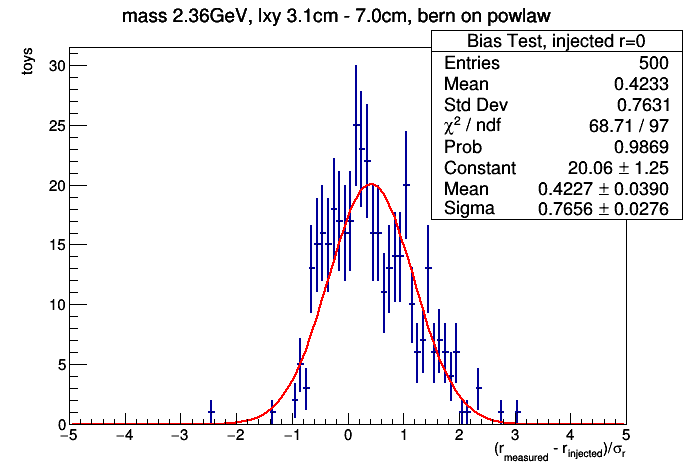 mass 2.36GeV, lxy 3.1cm - 7.0cm, bern on powlaw
Bias Test, injected r=0
Entries 500
Mean 0.4233
Std Dev 0.7631
χ² / ndf 68.71 / 97
Prob 0.9869
Constant 20.06 ± 1.25
Mean 0.4227 ± 0.0390
Sigma 0.7656 ± 0.0276
toys
30
25
20
15
10
5
0
−5 −4 −3 −2 −1 0 1 2 3 4 5
(r_measured - r_injected)/σ_r